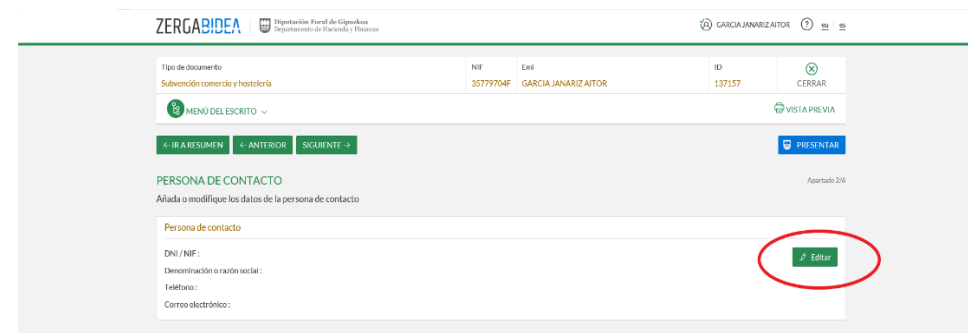 ZERGABIDEA Diputación Foral de Gipuzkoa GARCIA JANARIZ AITOR ? eu es
Departamento de Hacienda y Finanzas
Tipo de documento NIF Emi ID
Subvención comercio y hostelería 35779704F GARCIA JANARIZ AITOR 137157 CERRAR
MENÚ DEL ESCRITO VISTA PREVIA
← IR A RESUMEN ← ANTERIOR SIGUIENTE → PRESENTAR
PERSONA DE CONTACTO Apartado 2/6
Añada o modifique los datos de la persona de contacto
Persona de contacto
DNI / NIF : Editar
Denominación o razón social :
Teléfono :
Correo electrónico :